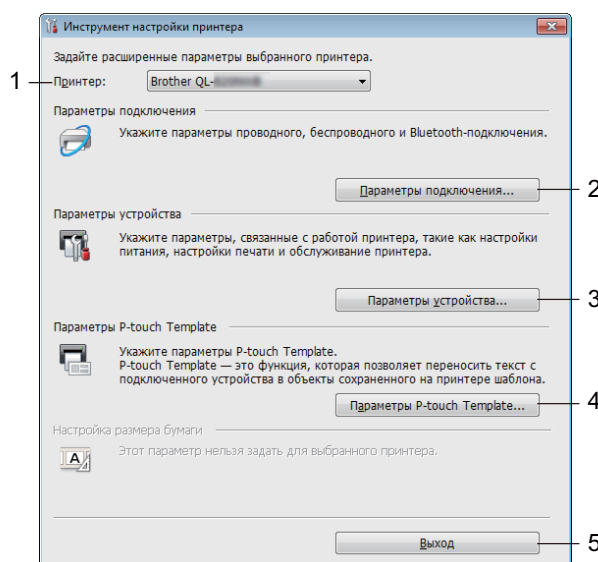 Инструмент настройки принтера
Задайте расширенные параметры выбранного принтера.
1
Принтер:
Brother QL-
Параметры подключения
Укажите параметры проводного, беспроводного и Bluetooth-подключения.
Параметры подключения...
2
Параметры устройства
Укажите параметры, связанные с работой принтера, такие как настройки
питания, настройки печати и обслуживание принтера.
Параметры устройства...
3
Параметры P-touch Template
Укажите параметры P-touch Template.
P-touch Template — это функция, которая позволяет переносить текст с
подключенного устройства в объекты сохраненного на принтере шаблона.
Параметры P-touch Template...
4
Настройка размера бумаги
Этот параметр нельзя задать для выбранного принтера.
A
Выход
5